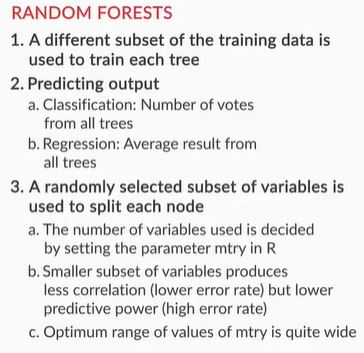 RANDOM FORESTS
1. A different subset of the training data is
used to train each tree
2. Predicting output
a. Classification: Number of votes
from all trees
b. Regression: Average result from
all trees
3. A randomly selected subset of variables is
used to split each node
a. The number of variables used is decided
by setting the parameter mtry in R
b. Smaller subset of variables produces
less correlation (lower error rate) but lower
predictive power (high error rate)
c. Optimum range of values of mtry is quite wide